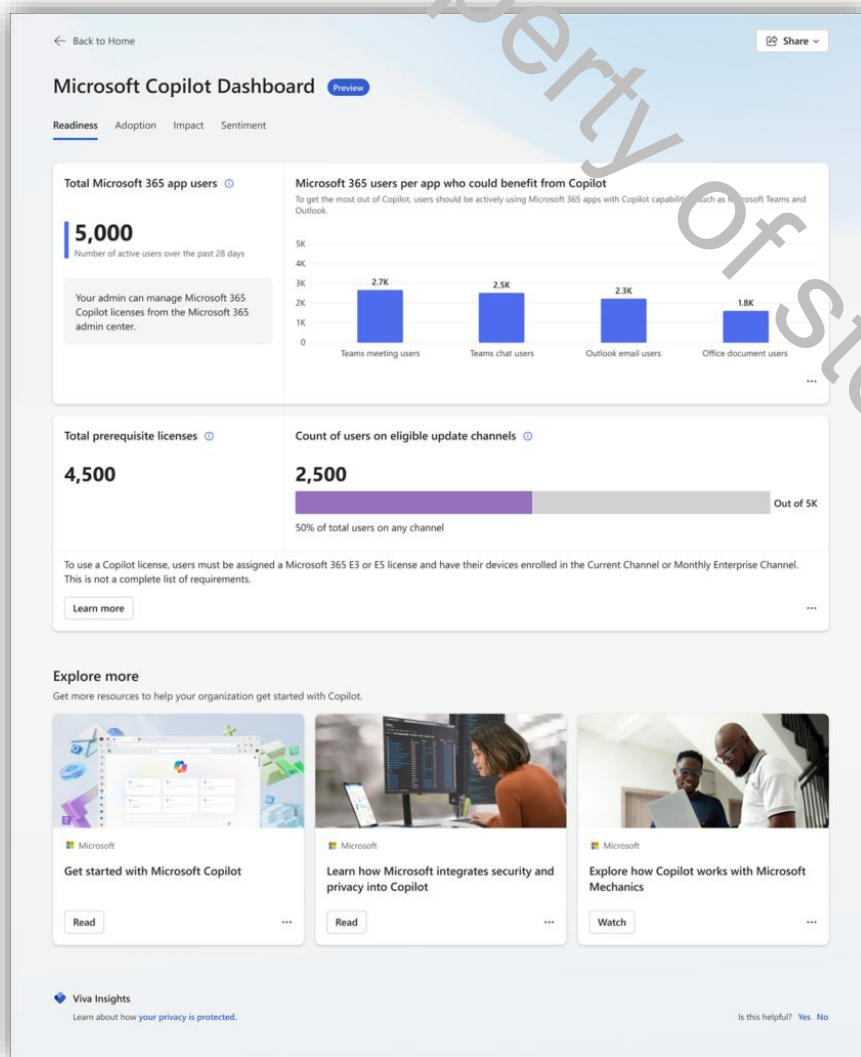 Back to Home
Share
Microsoft Copilot Dashboard
Preview
Readiness Adoption Impact Sentiment
Total Microsoft 365 app users
5,000
Number of active users over the past 28 days
Your admin can manage Microsoft 365
Copilot licenses from the Microsoft 365
admin center.
Microsoft 365 users per app who could benefit from Copilot
To get the most out of Copilot, users should be actively using Microsoft 365 apps with Copilot such as Microsoft Teams and
Outlook.
5K
4K
3K
2K
1K
0
2.7K
2.5K
2.3K
1.8K
Teams meeting users
Teams chat users
Outlook email users
Office document users
Total prerequisite licenses
4,500
Count of users on eligible update channels
2,500
Out of 5K
50% of total users on any channel
To use a Copilot license, users must be assigned a Microsoft 365 E3 or E5 license and have their devices enrolled in the Current Channel or Monthly Enterprise Channel.
This is not a complete list of requirements.
Learn more
Explore more
Get more resources to help your organization get started with Copilot.
Microsoft
Get started with Microsoft Copilot
Read
Microsoft
Learn how Microsoft integrates security and
privacy into Copilot
Read
Microsoft
Explore how Copilot works with Microsoft
Mechanics
Watch
Viva Insights
Learn about how your privacy is protected.
Is this helpful? Yes No
perty of